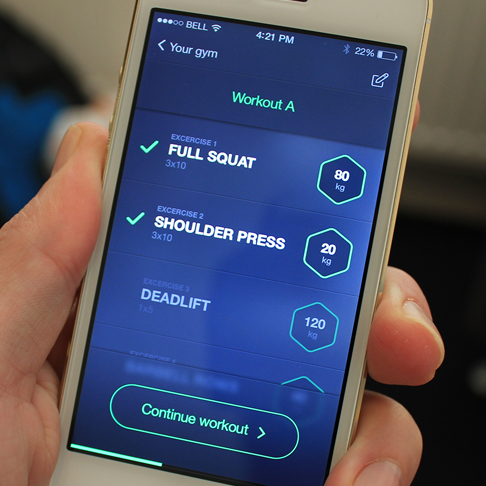 BELL 4:21 PM 22%
Your gym
Workout A
EXCERCISE 1
FULL SQUAT
3x10
80
kg
EXCERCISE 2
SHOULDER PRESS
3x10
20
kg
EXCERCISE 3
DEADLIFT
1x5
120
kg
Continue workout